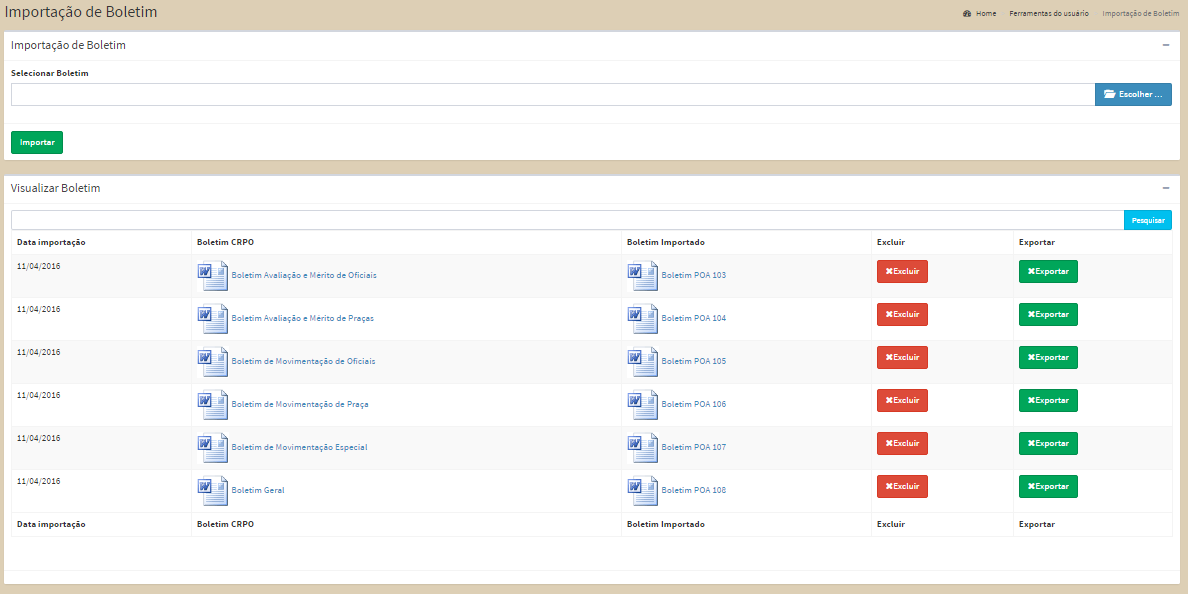 Importação de Boletim
Home Ferramentas do usuário Importação de Boletim
Importação de Boletim
Selecionar Boletim
Escolher ...
Importar
Visualizar Boletim
Pesquisar
Data importação Boletim CRPO Boletim Importado Excluir Exportar
11/04/2016 Boletim Avaliação e Mérito de Oficiais Boletim POA 103 Excluir Exportar
11/04/2016 Boletim Avaliação e Mérito de Praças Boletim POA 104 Excluir Exportar
11/04/2016 Boletim de Movimentação de Oficiais Boletim POA 105 Excluir Exportar
11/04/2016 Boletim de Movimentação de Praça Boletim POA 106 Excluir Exportar
11/04/2016 Boletim de Movimentação Especial Boletim POA 107 Excluir Exportar
11/04/2016 Boletim Geral Boletim POA 108 Excluir Exportar
Data importação Boletim CRPO Boletim Importado Excluir Exportar